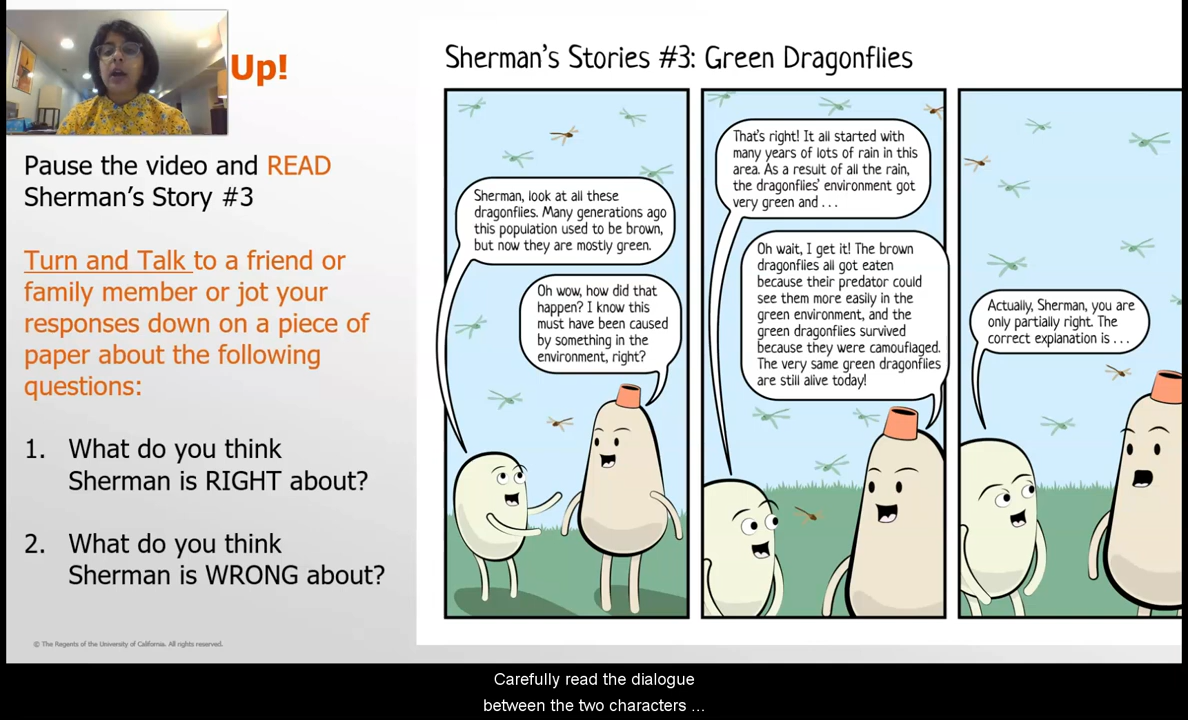 Up!
Pause the video and READ
Sherman's Story #3
Turn and Talk to a friend or
family member or jot your
responses down on a piece of
paper about the following
questions:
1. What do you think
Sherman is RIGHT about?
2. What do you think
Sherman is WRONG about?
© The Regents of the University of California. All rights reserved.
Sherman's Stories #3: Green Dragonflies
Sherman, look at all these
dragonflies. Many generations ago
this population used to be brown,
but now they are mostly green.
Oh wow, how did that
happen? I know this
must have been caused
by something in the
environment, right?
That's right! It all started with
many years of lots of rain in this
area. As a result of all the rain,
the dragonflies' environment got
very green and . . .
Oh wait, I get it! The brown
dragonflies all got eaten
because their predator could
see them more easily in the
green environment, and the
green dragonflies survived
because they were camouflaged.
The very same green dragonflies
are still alive today!
Actually, Sherman, you are
only partially right. The
correct explanation is . . .
Carefully read the dialogue
between the two characters ...